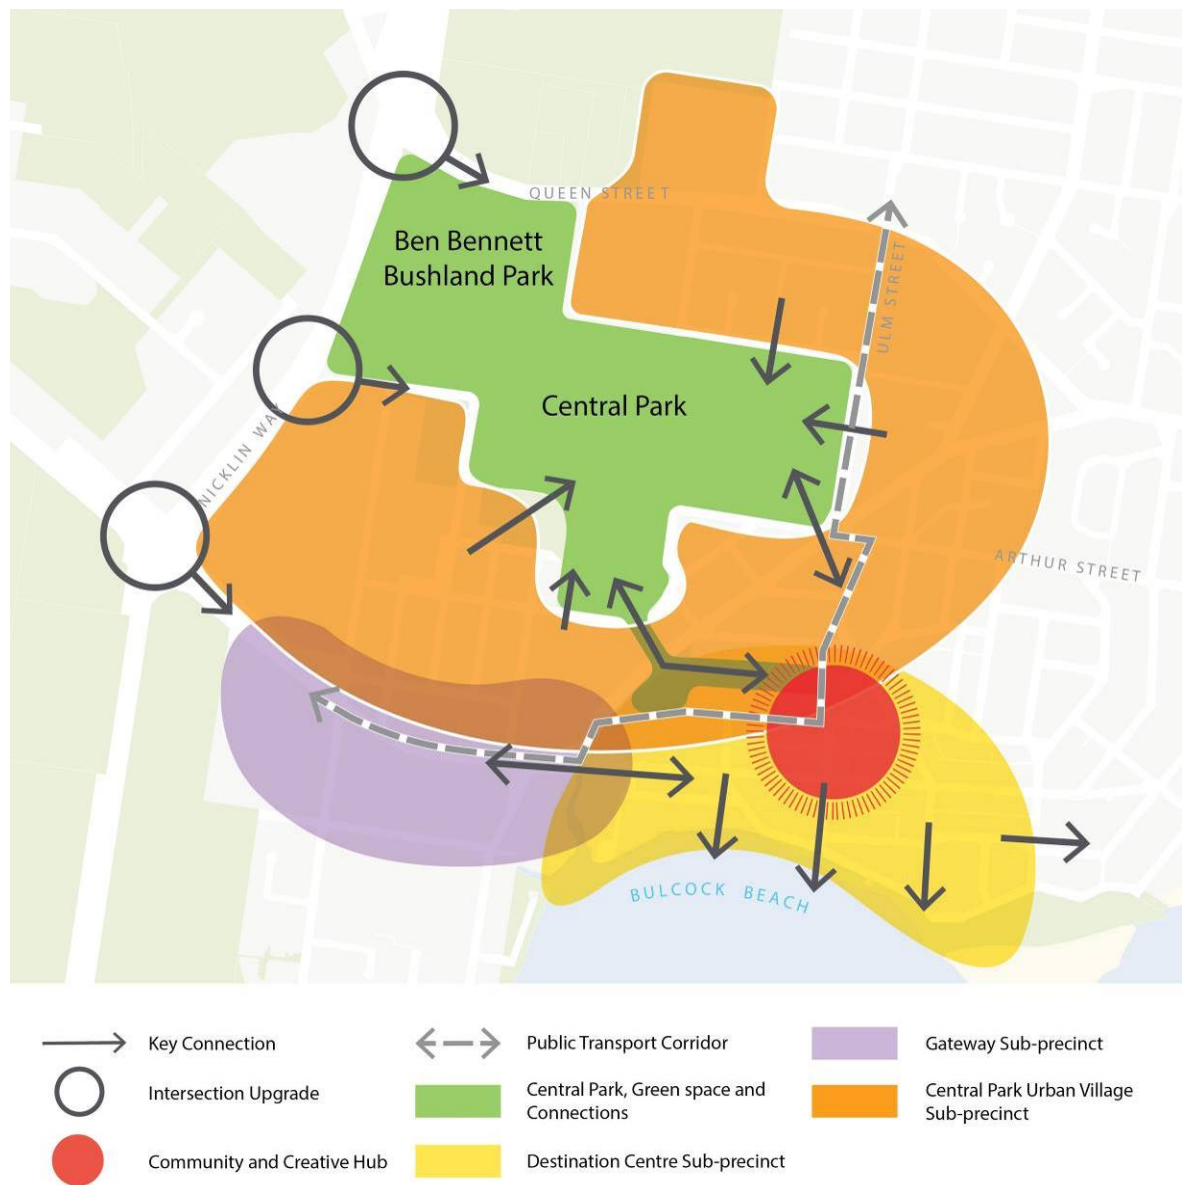 QUEEN STREET
Ben Bennett
Bushland Park
ULM STREET
Central Park
NICKLIN WAY
ARTHUR STREET
BULCOCK BEACH
Key Connection
Public Transport Corridor
Gateway Sub-precinct
Intersection Upgrade
Central Park, Green space and
Connections
Central Park Urban Village
Sub-precinct
Community and Creative Hub
Destination Centre Sub-precinct